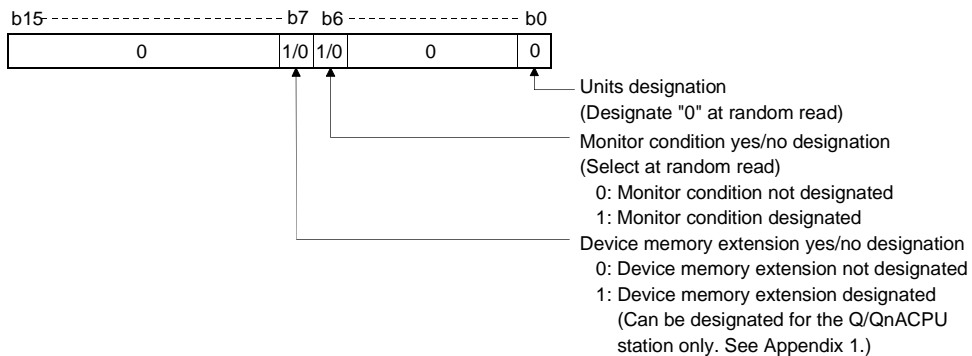 b15 b7 b6 b0
0 1/0 1/0 0 0
Units designation
(Designate "0" at random read)
Monitor condition yes/no designation
(Select at random read)
0: Monitor condition not designated
1: Monitor condition designated
Device memory extension yes/no designation
0: Device memory extension not designated
1: Device memory extension designated
(Can be designated for the Q/QnACPU
station only. See Appendix 1.)